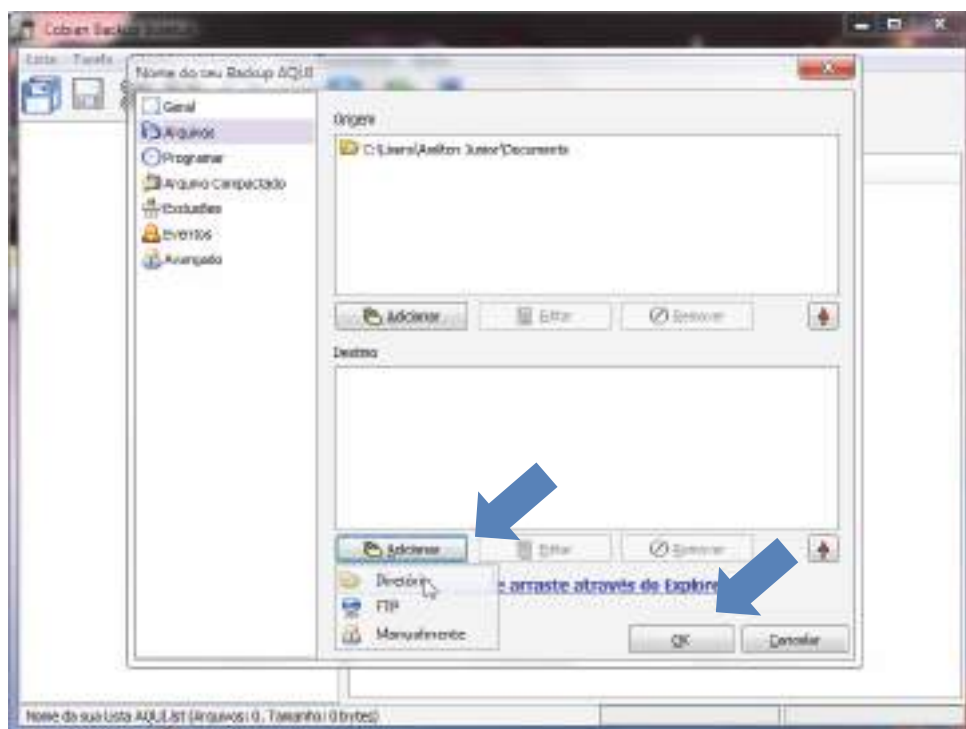 Cobian Backup
Lista Tarefa
Nome do seu Backup AQUI
Geral
Arquivos
Programar
Arquivo Compactado
Exclusões
Eventos
Avançado
Origem
C:\Users\Junior\Documents
Adicionar Editar Remover
Destino
Adicionar Editar Remover
Diretório
FTP
Manualmente
e arraste através do Explore
OK Cancelar
Nome da sua Lista AQUI.lst (Arquivos: 0, Tamanho: 0 bytes)